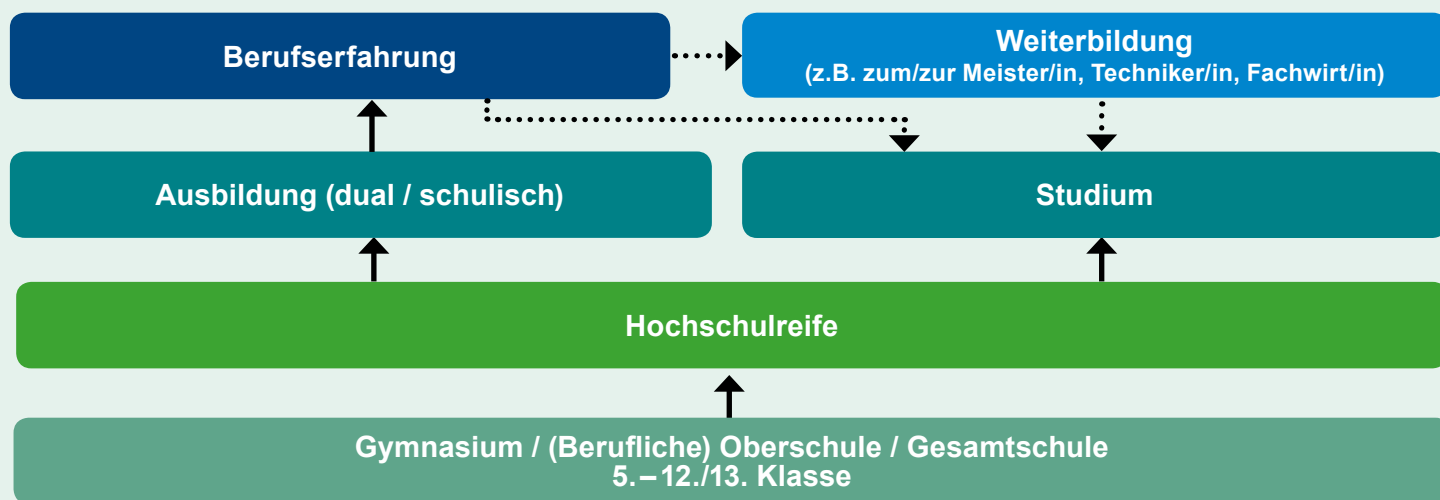 Berufserfahrung
Weiterbildung
(z.B. zum/zur Meister/in, Techniker/in, Fachwirt/in)
Ausbildung (dual / schulisch)
Studium
Hochschulreife
Gymnasium / (Berufliche) Oberschule / Gesamtschule
5.–12./13. Klasse